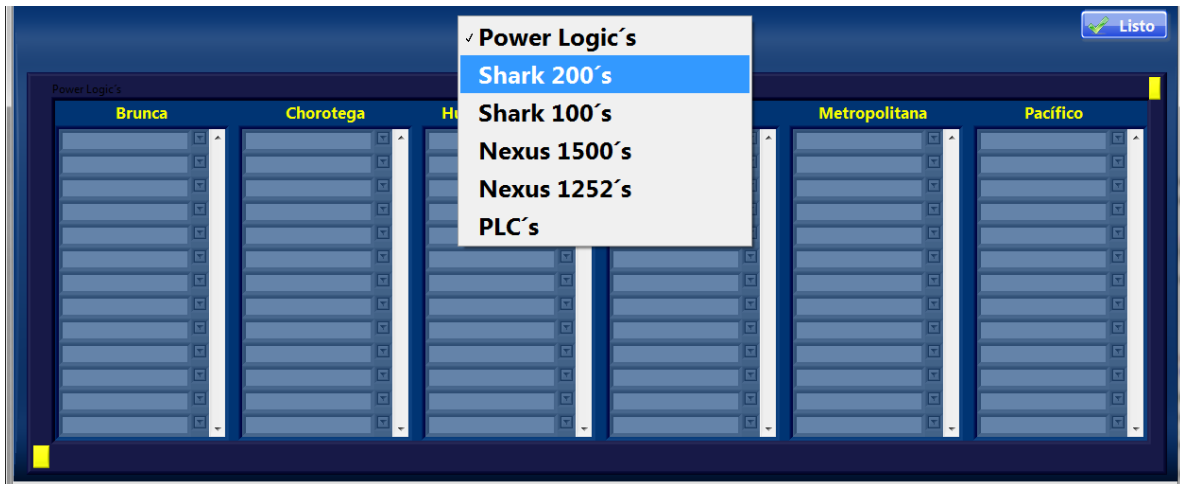 ✓ Power Logic´s
Shark 200´s
Shark 100´s
Nexus 1500´s
Nexus 1252´s
PLC´s
Listo
Power Logic's
Brunca
Chorotega
Metropolitana
Pacífico